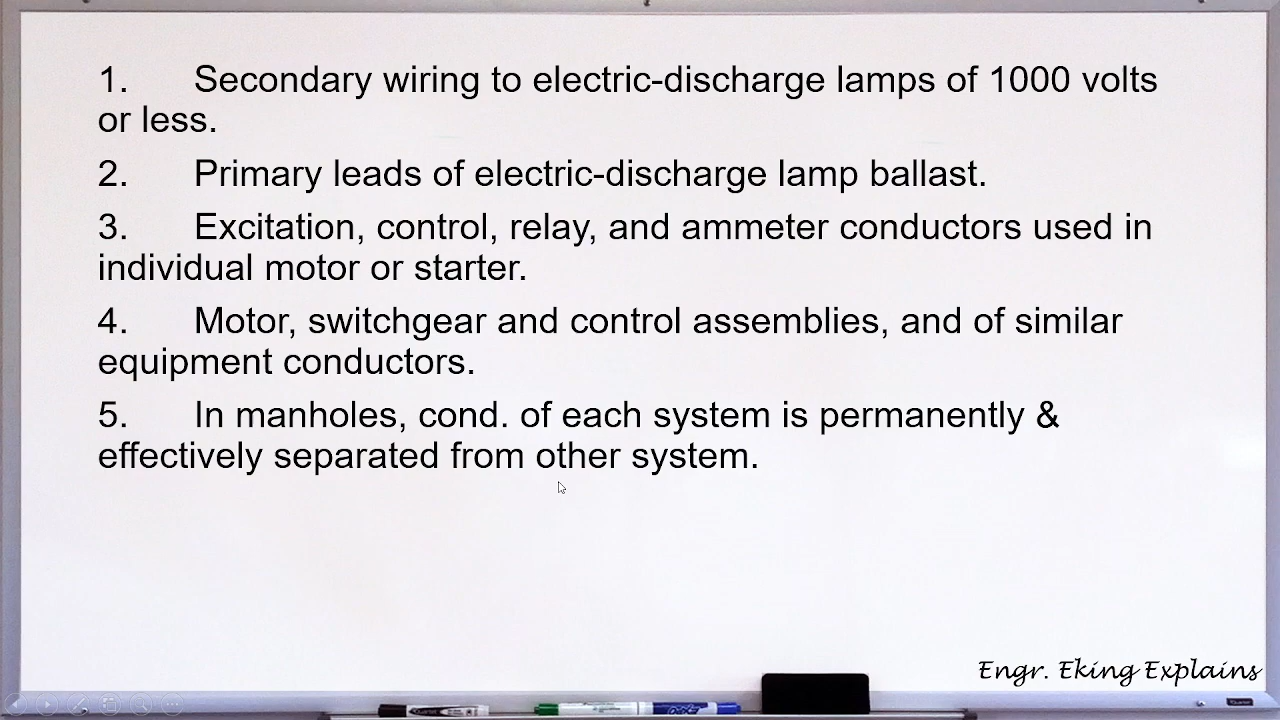 1. Secondary wiring to electric-discharge lamps of 1000 volts
or less.
2. Primary leads of electric-discharge lamp ballast.
3. Excitation, control, relay, and ammeter conductors used in
individual motor or starter.
4. Motor, switchgear and control assemblies, and of similar
equipment conductors.
5. In manholes, cond. of each system is permanently &
effectively separated from other system.
Engr. Eking Explains